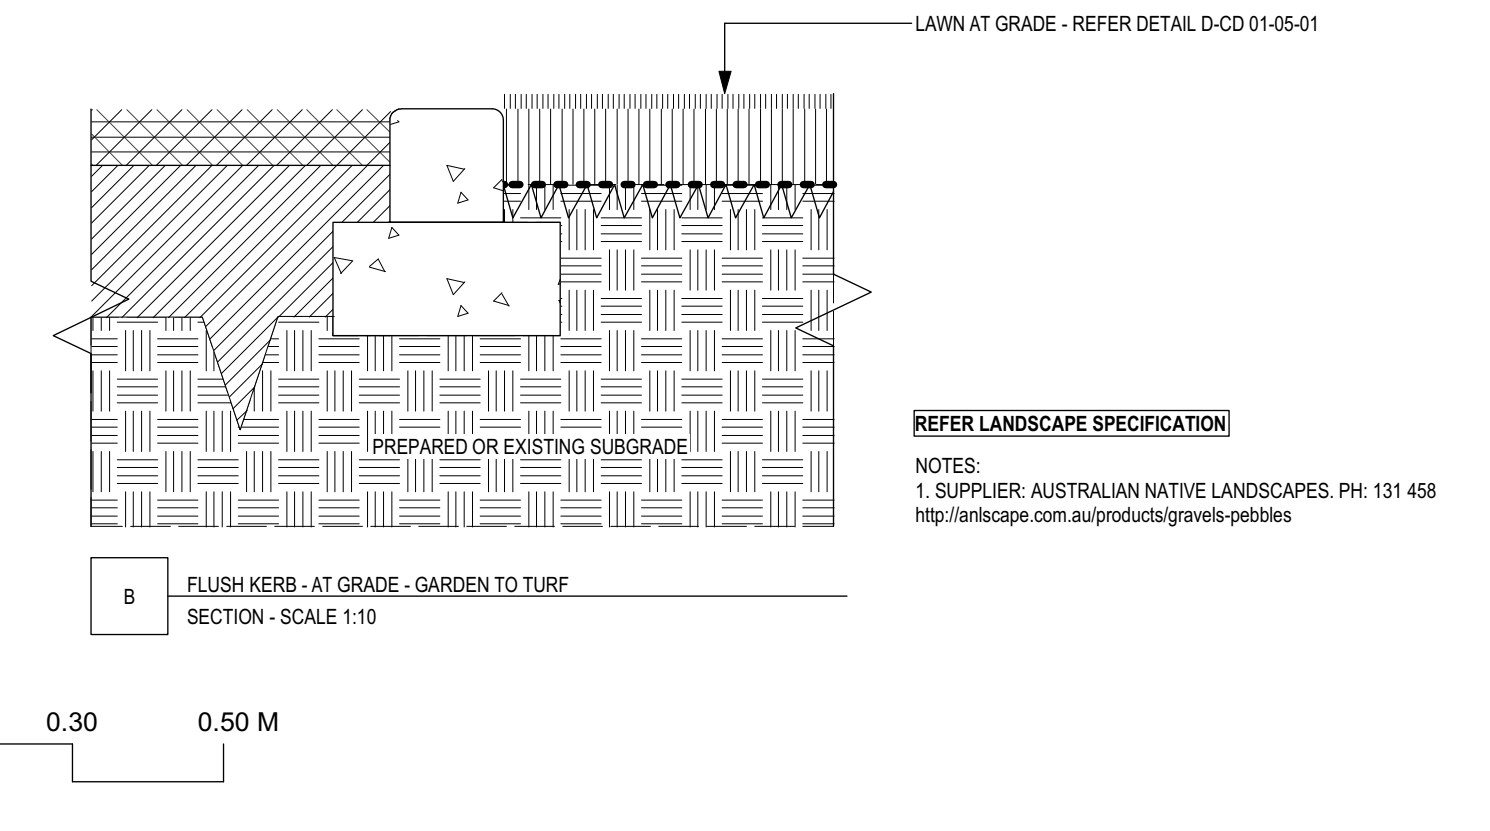 LAWN AT GRADE - REFER DETAIL D-CD 01-05-01
PREPARED OR EXISTING SUBGRADE
REFER LANDSCAPE SPECIFICATION
NOTES:
1. SUPPLIER: AUSTRALIAN NATIVE LANDSCAPES. PH: 131 458
http://anlscape.com.au/products/gravels-pebbles
B
FLUSH KERB - AT GRADE - GARDEN TO TURF
SECTION - SCALE 1:10
0.30
0.50 M